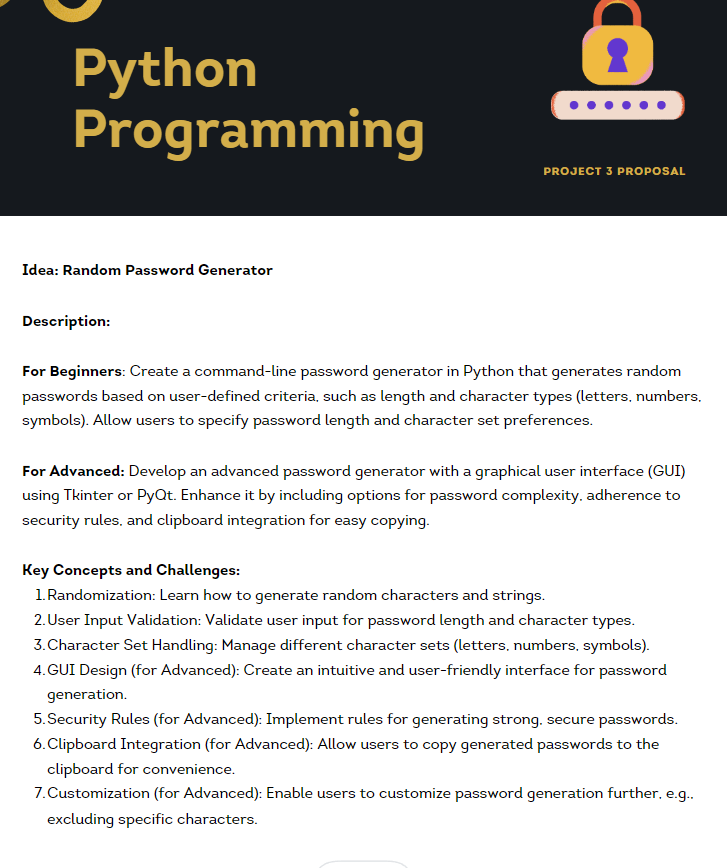 Python
Programming
PROJECT 3 PROPOSAL
Idea: Random Password Generator
Description:
For Beginners: Create a command-line password generator in Python that generates random
passwords based on user-defined criteria, such as length and character types (letters, numbers,
symbols). Allow users to specify password length and character set preferences.
For Advanced: Develop an advanced password generator with a graphical user interface (GUI)
using Tkinter or PyQt. Enhance it by including options for password complexity, adherence to
security rules, and clipboard integration for easy copying.
Key Concepts and Challenges:
1. Randomization: Learn how to generate random characters and strings.
2. User Input Validation: Validate user input for password length and character types.
3. Character Set Handling: Manage different character sets (letters, numbers, symbols).
4. GUI Design (for Advanced): Create an intuitive and user-friendly interface for password
generation.
5. Security Rules (for Advanced): Implement rules for generating strong, secure passwords.
6. Clipboard Integration (for Advanced): Allow users to copy generated passwords to the
clipboard for convenience.
7. Customization (for Advanced): Enable users to customize password generation further, e.g.,
excluding specific characters.